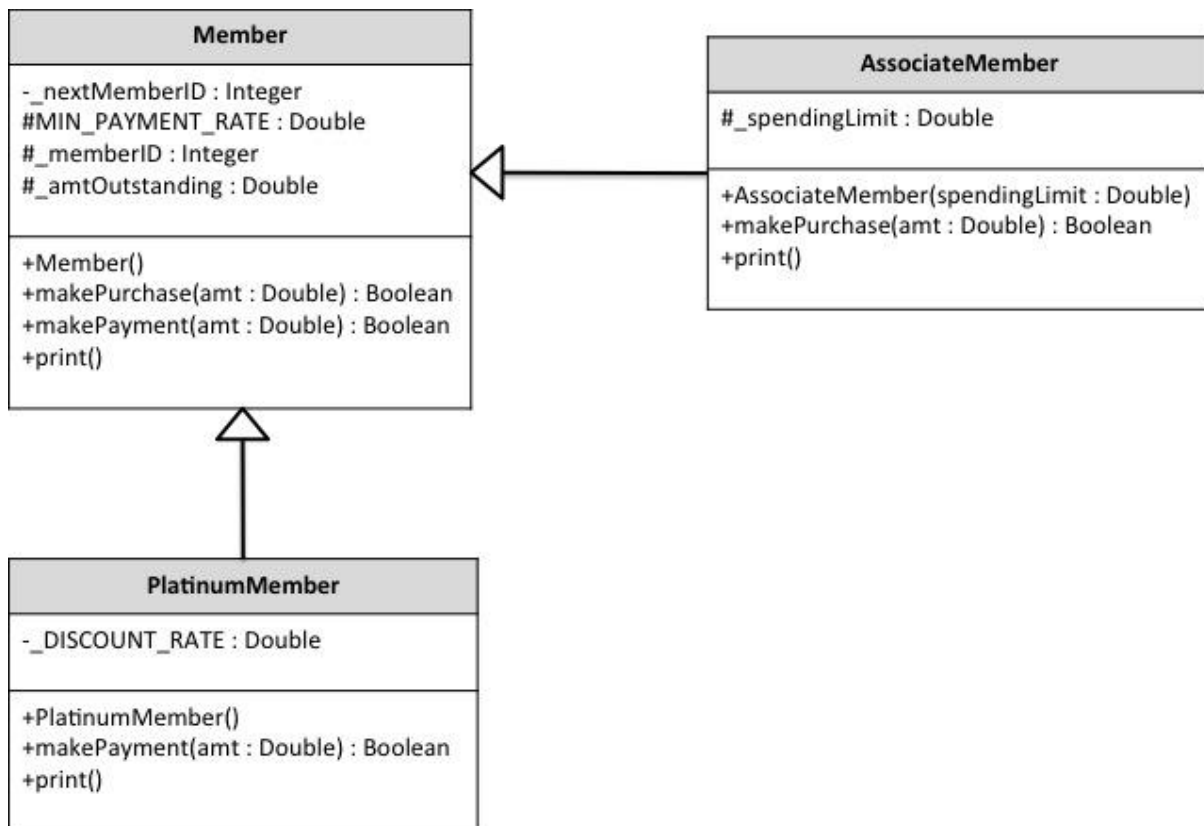 Member
-_nextMemberID : Integer
#MIN_PAYMENT_RATE : Double
#_memberID : Integer
#_amtOutstanding : Double
+Member()
+makePurchase(amt : Double) : Boolean
+makePayment(amt : Double) : Boolean
+print()
AssociateMember
#_spendingLimit : Double
+AssociateMember(spendingLimit : Double)
+makePurchase(amt : Double) : Boolean
+print()
PlatinumMember
-_DISCOUNT_RATE : Double
+PlatinumMember()
+makePayment(amt : Double) : Boolean
+print()